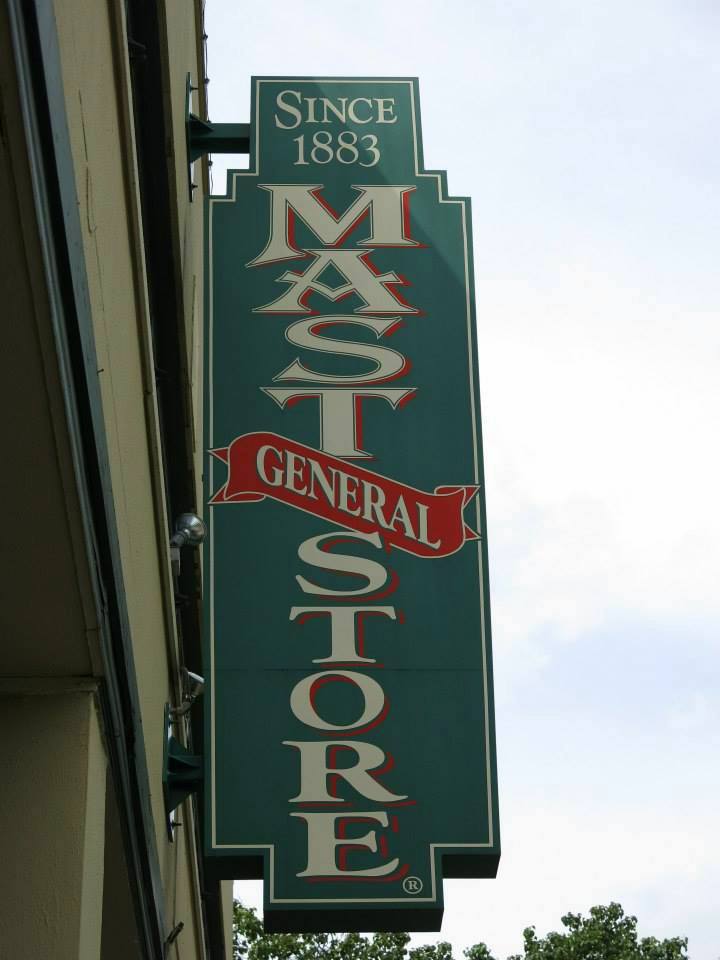 SINCE
1883
MAST
GENERAL
STORE
®